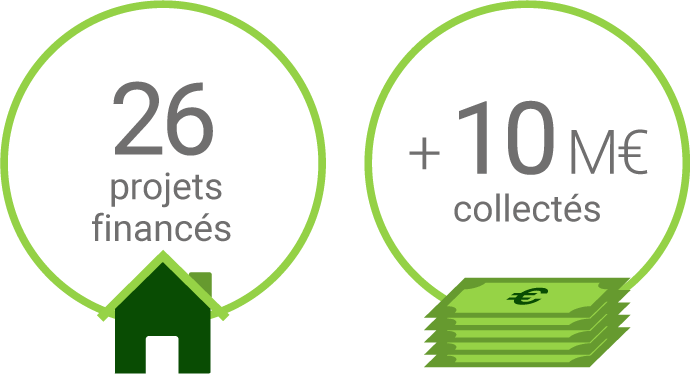 26
projets
financés
+ 10 M€
collectés
€